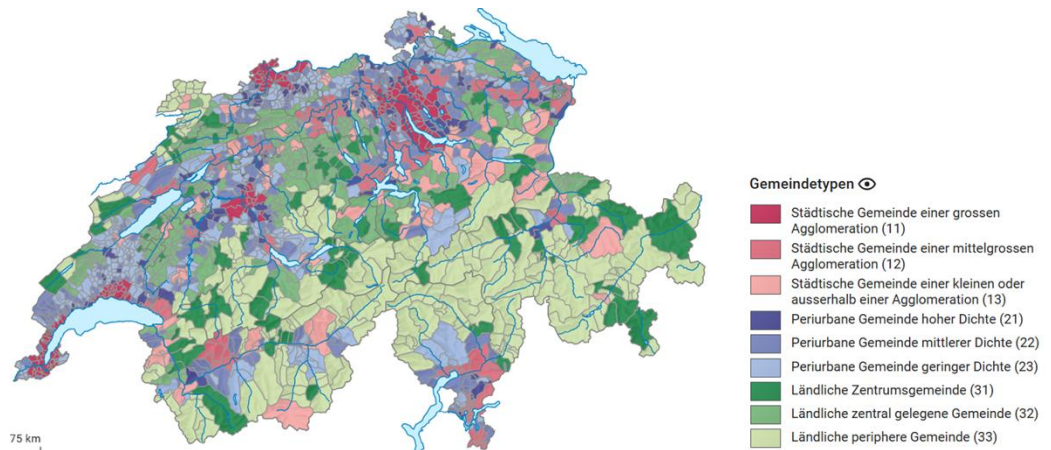 Gemeindetypen
Städtische Gemeinde einer grossen
Agglomeration (11)
Städtische Gemeinde einer mittelgrossen
Agglomeration (12)
Städtische Gemeinde einer kleinen oder
ausserhalb einer Agglomeration (13)
Periurbane Gemeinde hoher Dichte (21)
Periurbane Gemeinde mittlerer Dichte (22)
Periurbane Gemeinde geringer Dichte (23)
Ländliche Zentrumsgemeinde (31)
Ländliche zentral gelegene Gemeinde (32)
Ländliche periphere Gemeinde (33)
75 km